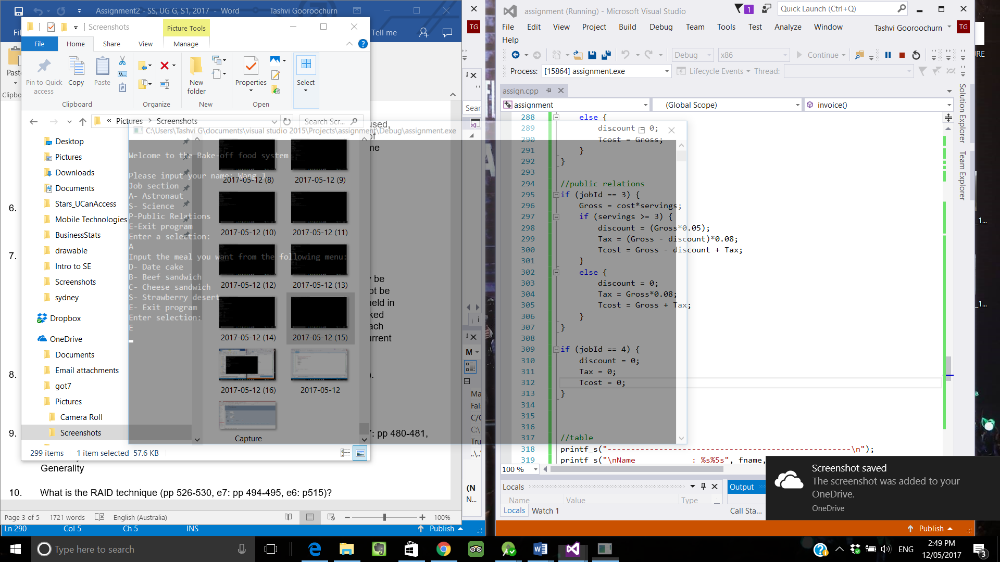 Assignment2 - SS, UG G, S1, 2017 - Word
Tashvi Gooroochurn
Tell me
Screenshots
Picture Tools
File
Home
Share
View
Manage
Pin to Quick access
Copy
Paste
New folder
Properties
Select
Clipboard
Organize
New
Open
« Pictures > Screenshots
Search Scr...
Desktop
Pictures
Downloads
Documents
Stars_UCanAccess
Mobile Technologies
BusinessStats
drawable
Intro to SE
Screenshots
sydney
Dropbox
OneDrive
Documents
Email attachments
got7
Pictures
Camera Roll
Screenshots
2017-05-12 (8)
2017-05-12 (9)
2017-05-12 (10)
2017-05-12 (11)
2017-05-12 (12)
2017-05-12 (13)
2017-05-12 (14)
2017-05-12 (15)
2017-05-12 (16)
2017-05-12
Capture
299 items
1 item selected 57.6 KB
C:\Users\Tashvi G\documents\visual studio 2015\Projects\assignment\Debug\assignment.exe
Welcome to the Bake-off food system
Please input your name: Wang J
Job section
A- Astronaut
S- Science
P-Public Relations
E-Exit program
Enter a selection:
A
Input the meal you want from the following menu:
D- Date cake
B- Beef sandwich
C- Cheese sandwich
S- Strawberry desert
E- Exit program
Enter selection:
E
6.
7.
8.
9.
7: pp 480-481,
Generality
10. What is the RAID technique (pp 526-530, e7: pp 494-495, e6: p515)?
Page 3 of 5
1721 words
English (Australia)
100%
Ln 290
Col 5
Ch 5
INS
Publish
TG
assignment (Running) - Microsoft Visual Studio
1
Quick Launch (Ctrl+Q)
File Edit View Project Build Debug Team Tools Test Analyze Window
Tashvi Gooroochurn
TG
Help
Debug
x86
Continue
Process:
[15864] assignment.exe
Lifecycle Events
Thread:
assign.cpp
assignment
(Global Scope)
invoice()
288 else {
289 discount = 0;
290 Tcost = Gross;
291 }
292 }
293
294 //public relations
295 if (jobId == 3) {
296 Gross = cost*servings;
297 if (servings >= 3) {
298 discount = (Gross*0.05);
299 Tax = (Gross - discount)*0.08;
300 Tcost = Gross - discount + Tax;
301 }
302 else {
303 discount = 0;
304 Tax = Gross*0.08;
305 Tcost = Gross + Tax;
306 }
307 }
308
309 if (jobId == 4) {
310 discount = 0;
311 Tax = 0;
312 Tcost = 0;
313 }
314
315
316
317 //table
318 printf_s("----------------------------------------------------\n");
319 printf_s("\nName : %s%5s", fname,
100 %
Locals
Name
Value
Type
Locals
Watch 1
Output
Call Sta...
Solution Explorer
Team Explorer
Screenshot saved
The screenshot was added to your OneDrive.
OneDrive
Publish
Type here to search
ENG
2:49 PM
12/05/2017
3